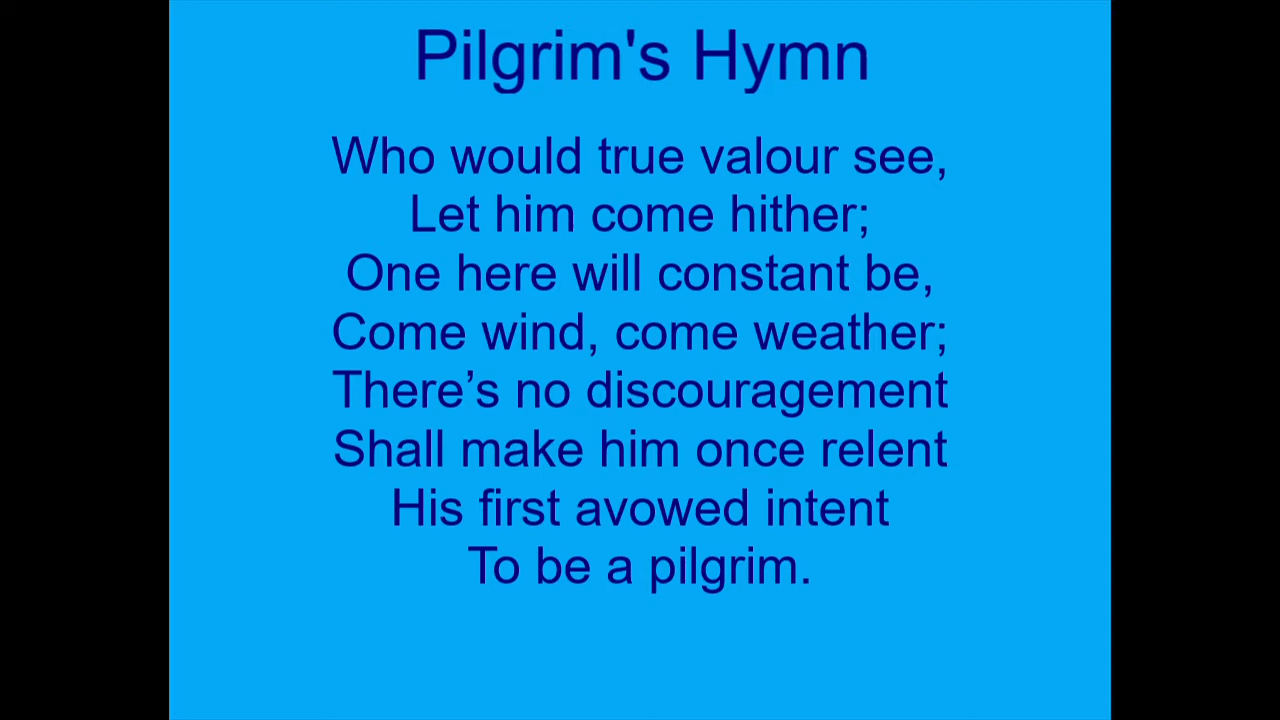 Pilgrim's Hymn
Who would true valour see,
Let him come hither;
One here will constant be,
Come wind, come weather;
There’s no discouragement
Shall make him once relent
His first avowed intent
To be a pilgrim.